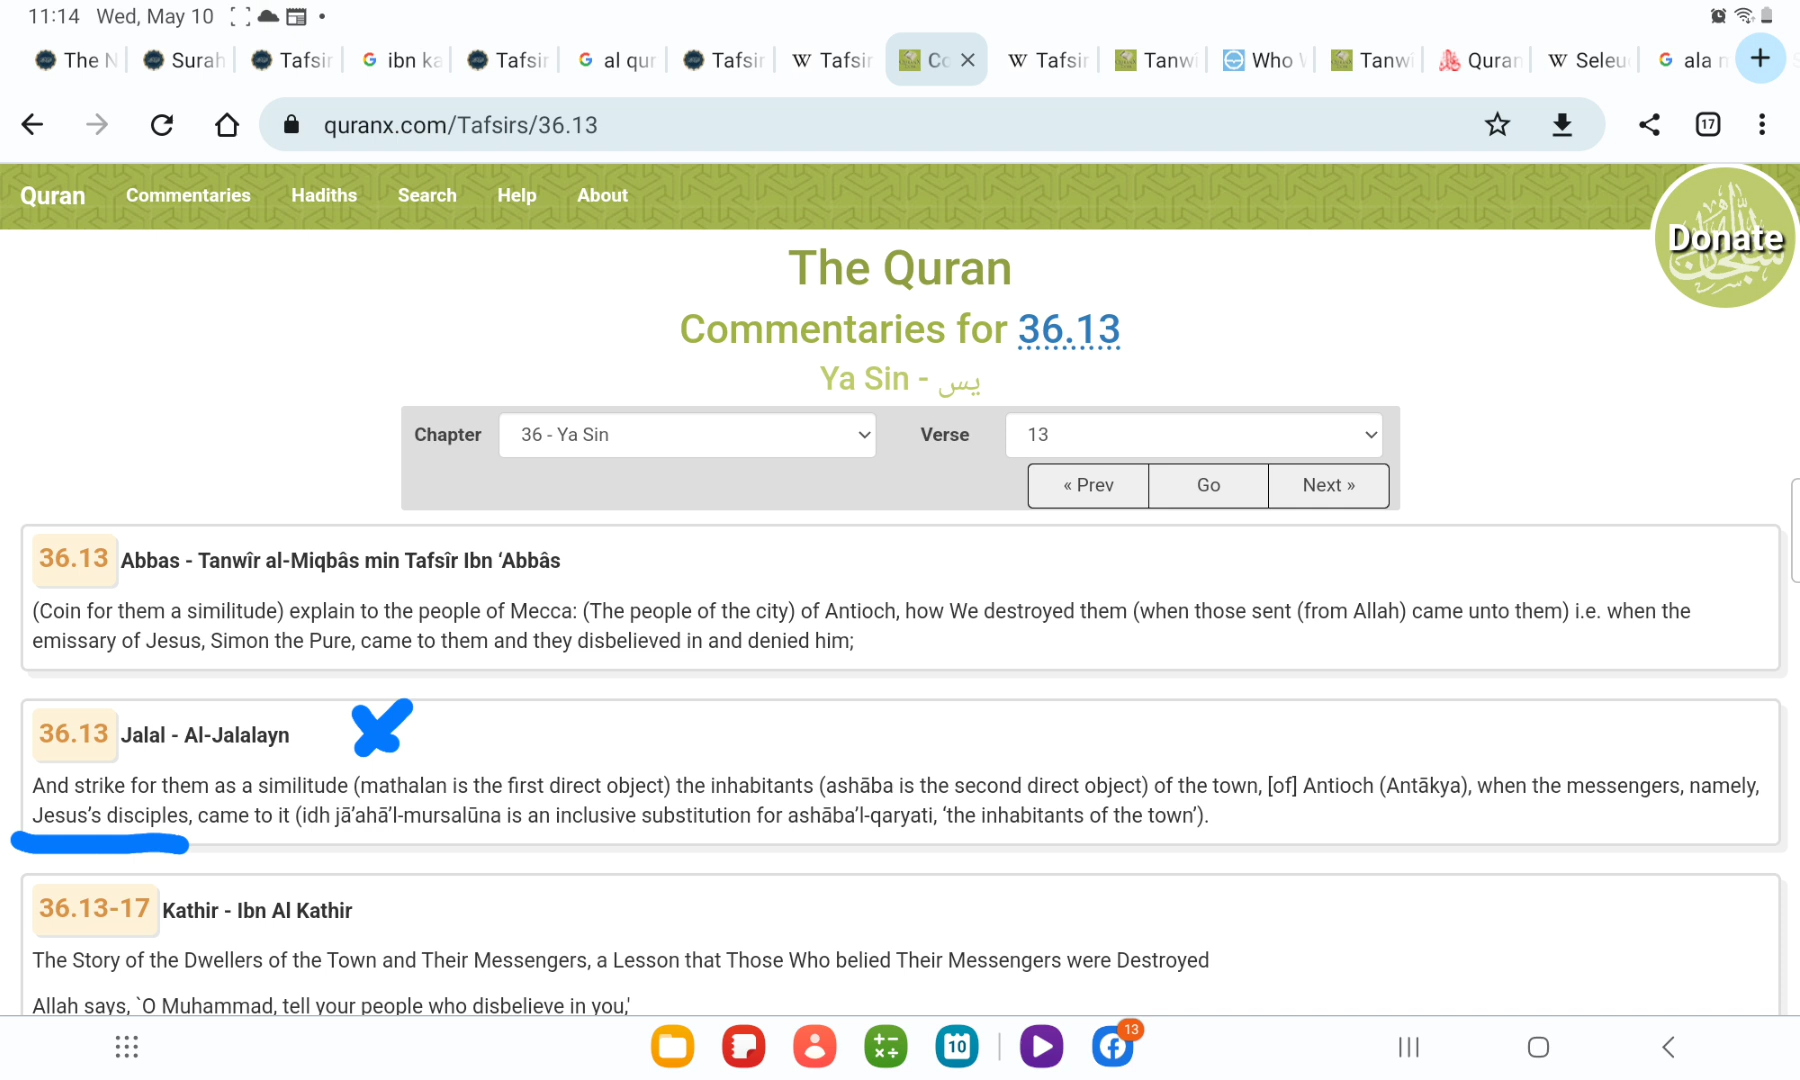 11:14 Wed, May 10
The N Surah Tafsir ibn ka Tafsir al qur Tafsir Tafsir Co Tafsir Tanwî Who Tanwî Quran Seleu ala
quranx.com/Tafsirs/36.13
17
Quran Commentaries Hadiths Search Help About
Donate
The Quran
Commentaries for 36.13
Ya Sin - يس
Chapter 36 - Ya Sin Verse 13
« Prev Go Next »
36.13 Abbas - Tanwîr al-Miqbâs min Tafsîr Ibn ‘Abbâs
(Coin for them a similitude) explain to the people of Mecca: (The people of the city) of Antioch, how We destroyed them (when those sent (from Allah) came unto them) i.e. when the
emissary of Jesus, Simon the Pure, came to them and they disbelieved in and denied him;
36.13 Jalal - Al-Jalalayn
And strike for them as a similitude (mathalan is the first direct object) the inhabitants (ashāba is the second direct object) of the town, [of] Antioch (Antākya), when the messengers, namely,
Jesus’s disciples, came to it (idh jā’ahā’l-mursalūna is an inclusive substitution for ashāba’l-qaryati, ‘the inhabitants of the town’).
36.13-17 Kathir - Ibn Al Kathir
The Story of the Dwellers of the Town and Their Messengers, a Lesson that Those Who belied Their Messengers were Destroyed
Allah says, `O Muhammad, tell your people who disbelieve in you,'
10
13